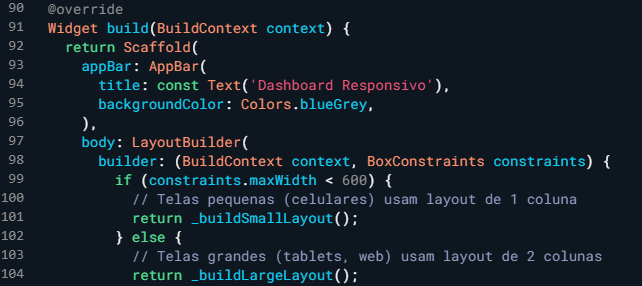 90 @override
91 Widget build(BuildContext context) {
92 return Scaffold(
93 appBar: AppBar(
94 title: const Text('Dashboard Responsivo'),
95 backgroundColor: Colors.blueGrey,
96 ),
97 body: LayoutBuilder(
98 builder: (BuildContext context, BoxConstraints constraints) {
99 if (constraints.maxWidth < 600) {
100 // Telas pequenas (celulares) usam layout de 1 coluna
101 return _buildSmallLayout();
102 } else {
103 // Telas grandes (tablets, web) usam layout de 2 colunas
104 return _buildLargeLayout();